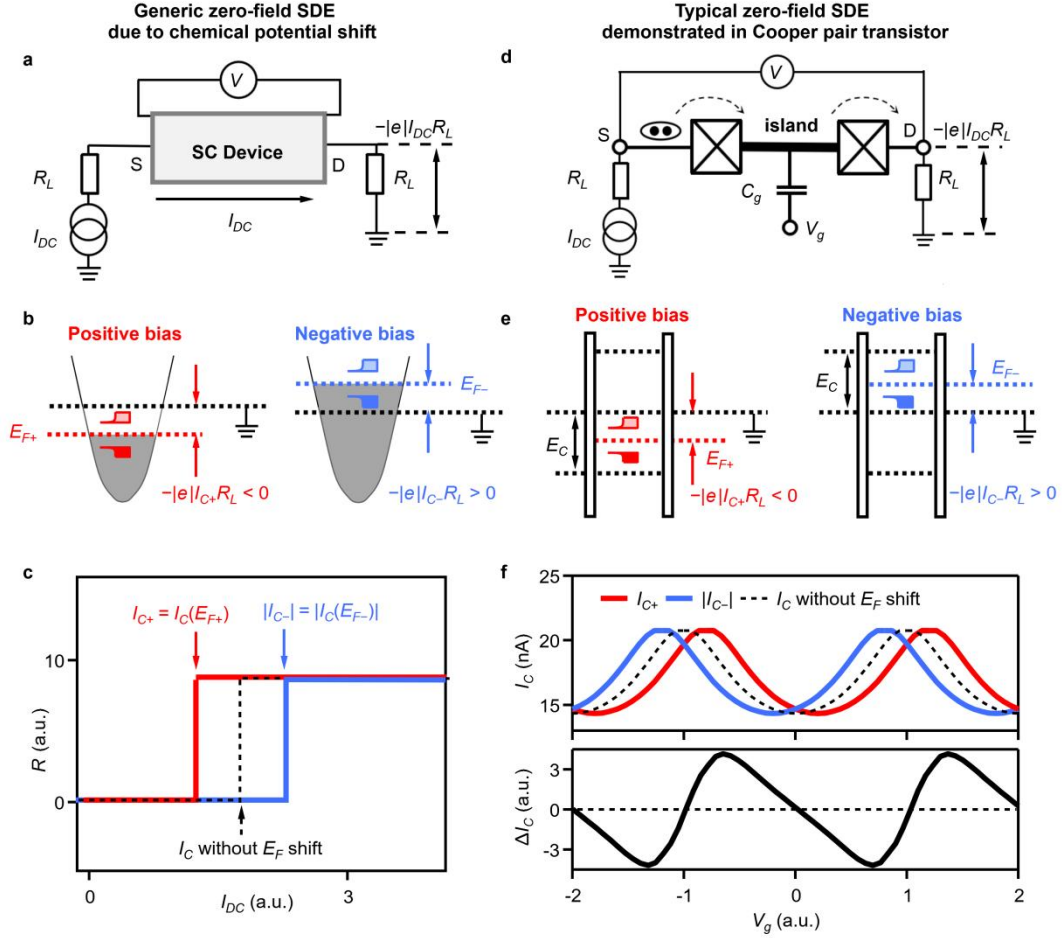 Generic zero-field SDE
due to chemical potential shift
Typical zero-field SDE
demonstrated in Cooper pair transistor
a
V
S
SC Device
D
−|e|I_DC R_L
R_L
R_L
I_DC
I_DC
b
Positive bias
Negative bias
E_F+
E_F−
−|e|I_C+ R_L < 0
−|e|I_C− R_L > 0
c
I_C+ = I_C(E_F+)
|I_C−| = |I_C(E_F−)|
10
0
R (a.u.)
I_C without E_F shift
0
3
I_DC (a.u.)
d
V
S
island
D
−|e|I_DC R_L
R_L
C_g
R_L
I_DC
V_g
e
Positive bias
Negative bias
E_C
E_F−
E_C
E_F+
−|e|I_C+ R_L < 0
−|e|I_C− R_L > 0
f
25
I_C+
|I_C−|
I_C without E_F shift
20
15
I_C (nA)
3
0
-3
ΔI_C (a.u.)
-2
-1
0
1
2
V_g (a.u.)